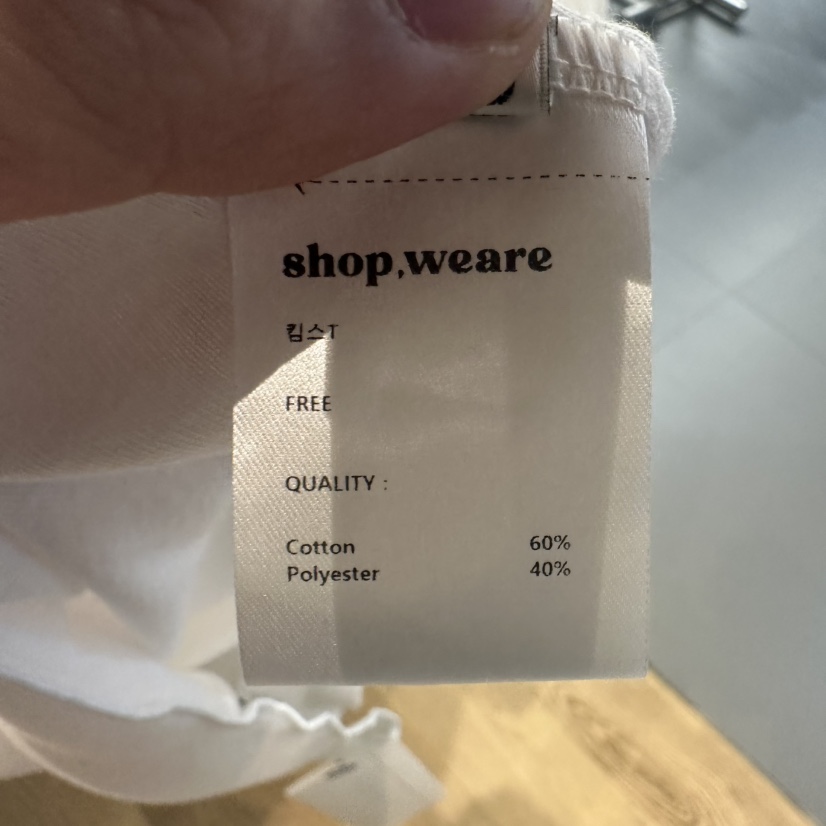 shop,weare
킴스T
FREE
QUALITY :
Cotton 60%
Polyester 40%